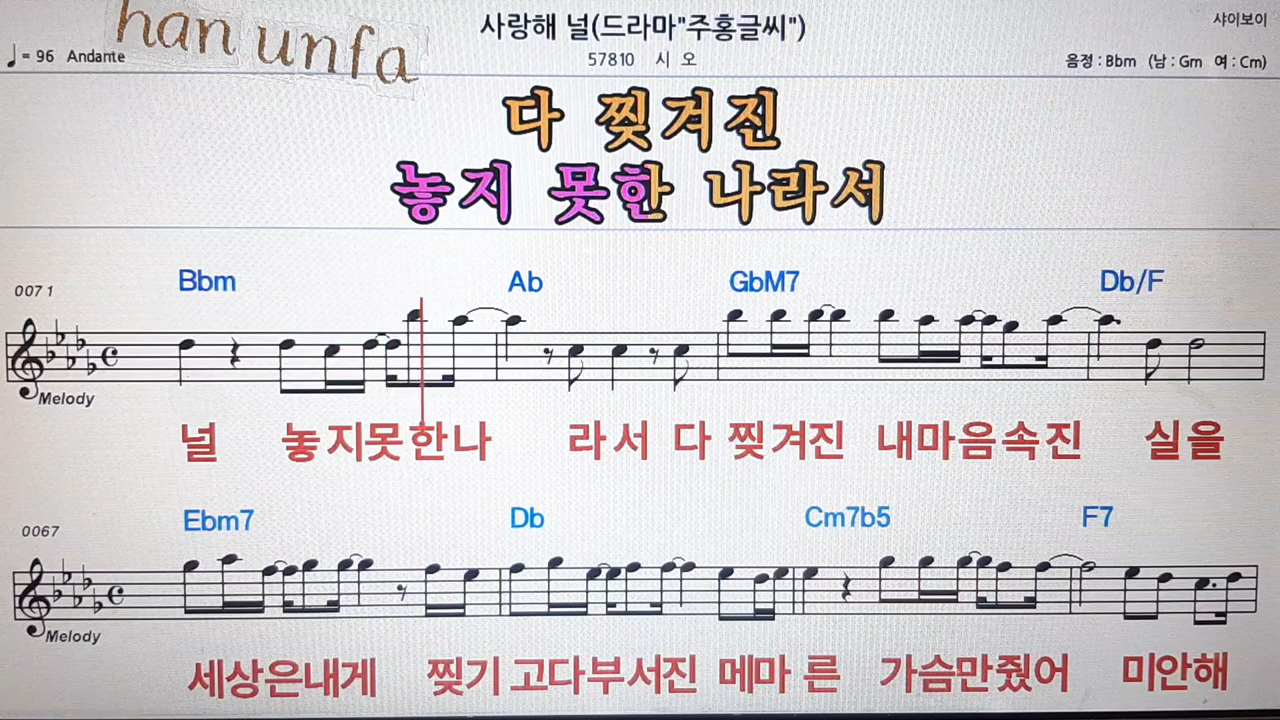 han unfa
사랑해 널(드라마"주홍글씨")
샤이보이
♩= 96 Andante
57810 시 오
음정 : Bbm (남 : Gm 여 : Cm)
다 찢겨진
놓지 못한 나라서
Bbm Ab GbM7 Db/F
0071
Melody
널 놓지못한나 라서 다 찢겨진 내마음속진 실을
Ebm7 Db Cm7b5 F7
0067
Melody
세상은내게 찢기 고다부서진 메마 른 가슴만줬어 미안해